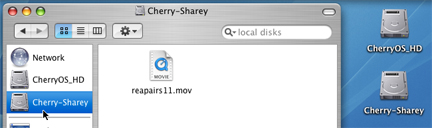 Cherry-Sharey
local disks
Network
CherryOS_HD
Cherry-Sharey
MOVIE
reapairs11.mov
CherryOS_HD
Cherry-Sharey